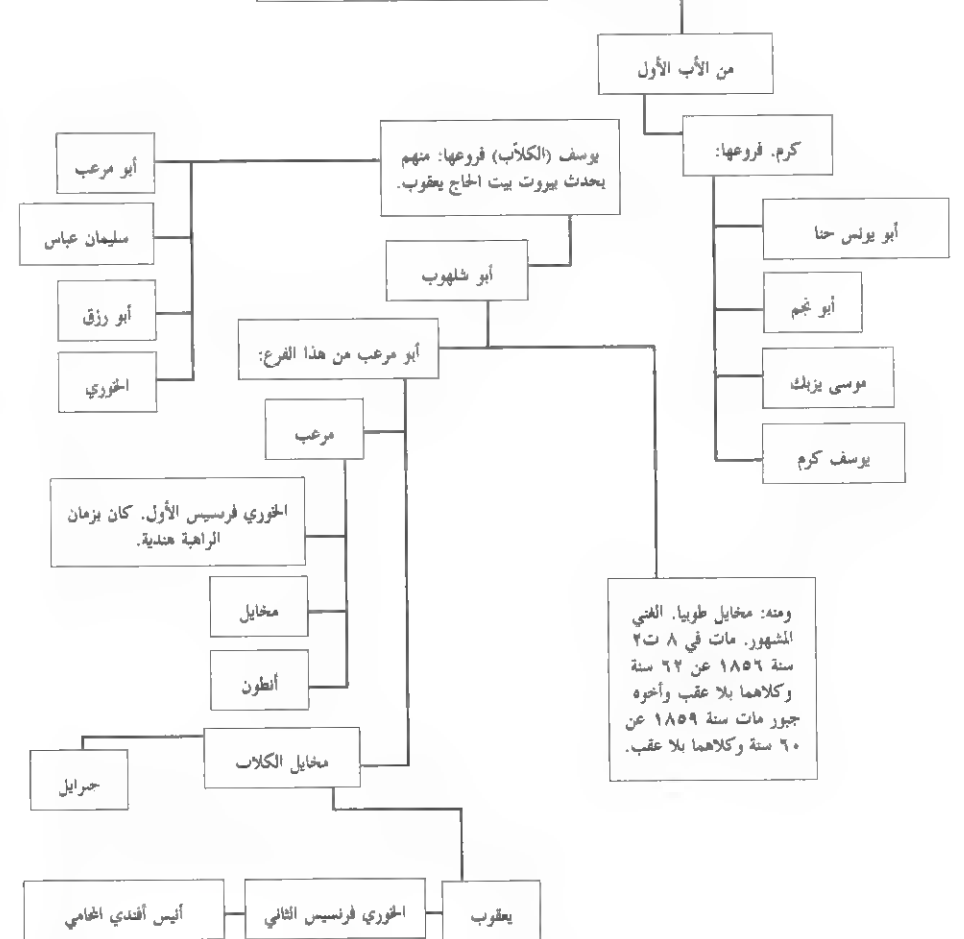 من الأب الأول
كرم. فروعها:
أبو يونس حنا
أبو نجم
موسى يزبك
يوسف كرم
يوسف (الكلاّب) فروعها: منهم
بحدث بيروت بيت الحاج يعقوب.
أبو مرعب
سليمان عباس
أبو رزق
الخوري
أبو شلهوب
أبو مرعب من هذا الفرع:
مرعب
الخوري فرسيس الأول. كان بزمان
الراهبة هندية.
مخايل
أنطون
ومنه: مخايل طوبيا. الغني
المشهور. مات في ٨ ت٢
سنة ١٨٥٦ عن ٦٢ سنة
وكلاهما بلا عقب وأخوه
جبور مات سنة ١٨٥٩ عن
٦٠ سنة وكلاهما بلا عقب.
مخايل الكلاب
جبرايل
يعقوب
الخوري فرنسيس الثاني
أنيس أفندي المحامي